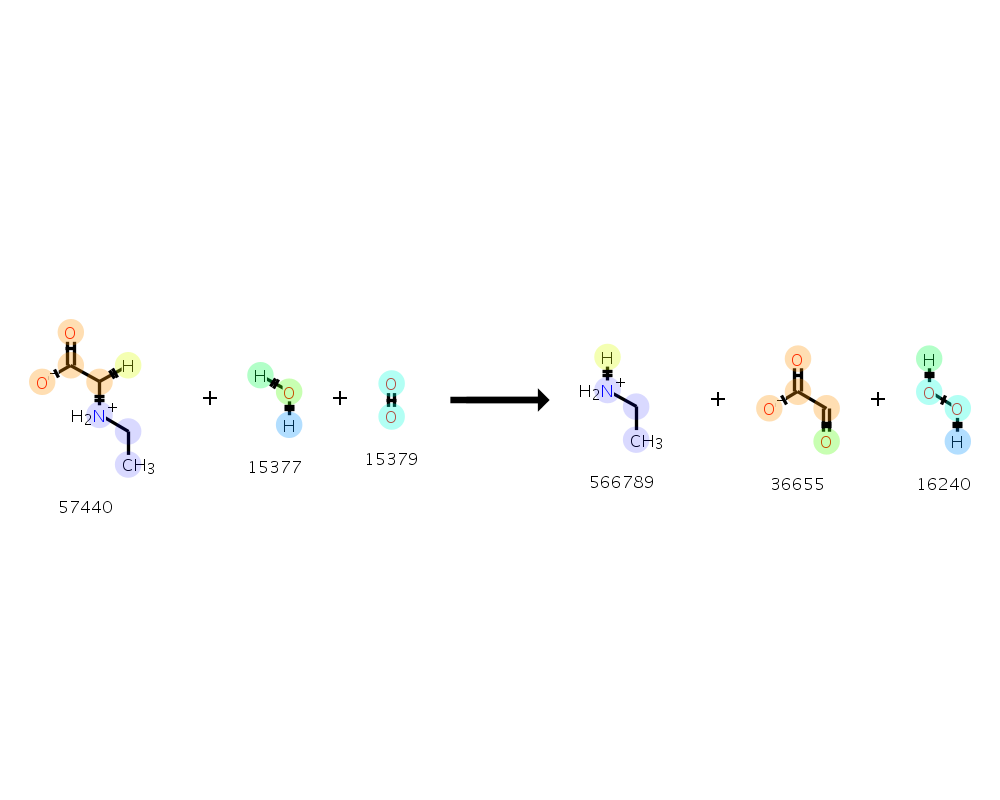 O
O⁻
H
H₂N⁺
CH₃
57440
+
H
O
H
15377
+
O
O
15379
H
H₂N⁺
CH₃
566789
+
O
O⁻
O
36655
+
H
O
O
H
16240